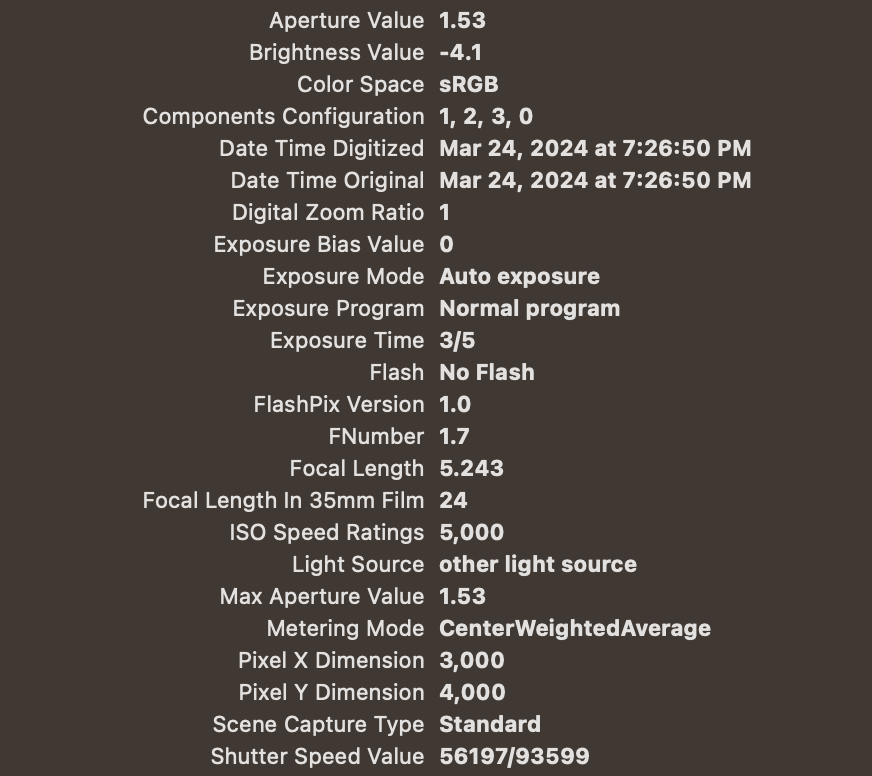 Aperture Value 1.53
Brightness Value -4.1
Color Space sRGB
Components Configuration 1, 2, 3, 0
Date Time Digitized Mar 24, 2024 at 7:26:50 PM
Date Time Original Mar 24, 2024 at 7:26:50 PM
Digital Zoom Ratio 1
Exposure Bias Value 0
Exposure Mode Auto exposure
Exposure Program Normal program
Exposure Time 3/5
Flash No Flash
FlashPix Version 1.0
FNumber 1.7
Focal Length 5.243
Focal Length In 35mm Film 24
ISO Speed Ratings 5,000
Light Source other light source
Max Aperture Value 1.53
Metering Mode CenterWeightedAverage
Pixel X Dimension 3,000
Pixel Y Dimension 4,000
Scene Capture Type Standard
Shutter Speed Value 56197/93599